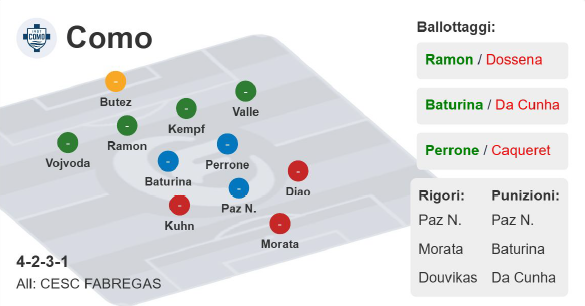 COMO
Como
Butez
Valle
Kempf
Ramon
Vojvoda
Perrone
Baturina
Diao
Paz N.
Kuhn
Morata
4-2-3-1
All: CESC FABREGAS
Ballottaggi:
Ramon / Dossena
Baturina / Da Cunha
Perrone / Caqueret
Rigori: Punizioni:
Paz N. Paz N.
Morata Baturina
Douvikas Da Cunha